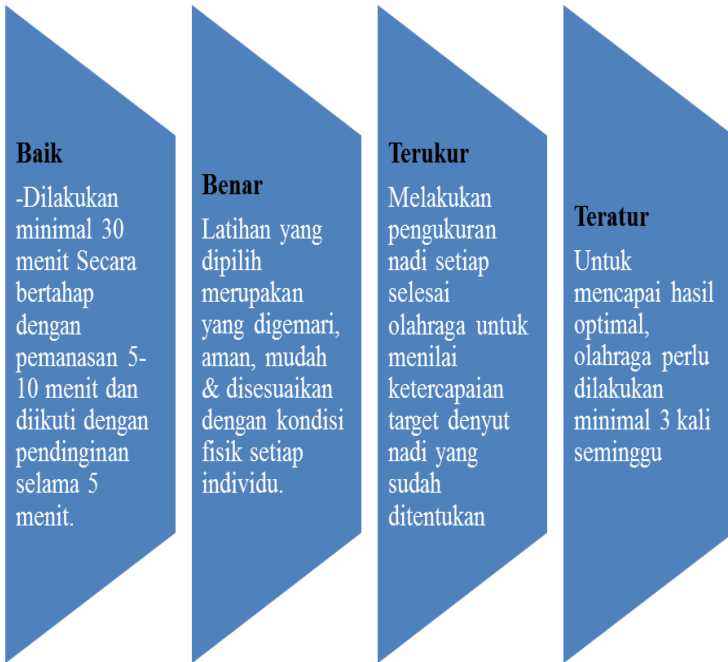 Baik
-Dilakukan
minimal 30
menit Secara
bertahap
dengan
pemanasan 5-
10 menit dan
diikuti dengan
pendinginan
selama 5
menit.
Benar
Latihan yang
dipilih
merupakan
yang digemari,
aman, mudah
& disesuaikan
dengan kondisi
fisik setiap
individu.
Terukur
Melakukan
pengukuran
nadi setiap
selesai
olahraga untuk
menilai
ketercapaian
target denyut
nadi yang
sudah
ditentukan
Teratur
Untuk
mencapai hasil
optimal,
olahraga perlu
dilakukan
minimal 3 kali
seminggu